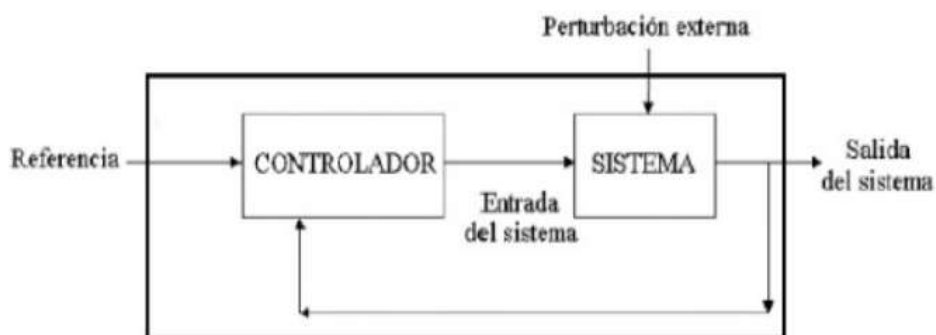 Perturbación externa
Referencia
CONTROLADOR
SISTEMA
Salida
del sistema
Entrada
del sistema